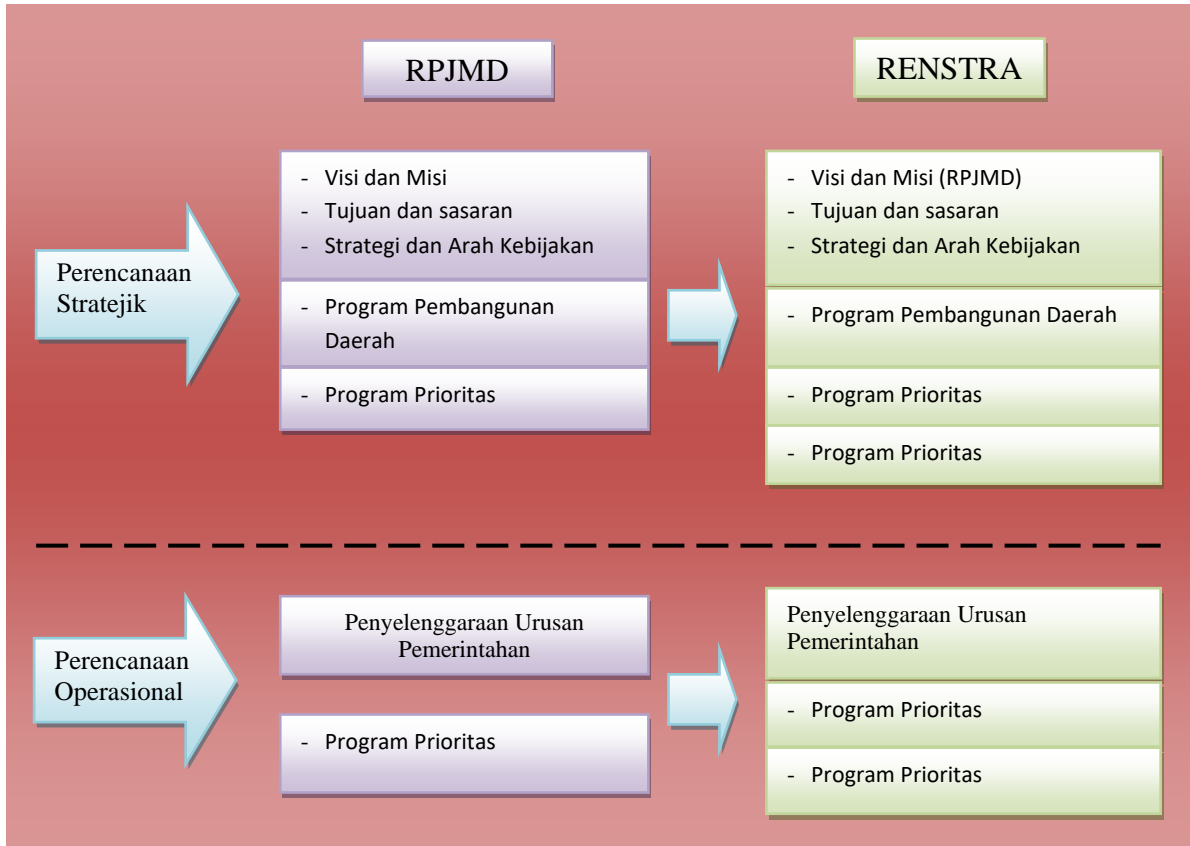 RPJMD
RENSTRA
Perencanaan
Stratejik
- Visi dan Misi
- Tujuan dan sasaran
- Strategi dan Arah Kebijakan
- Program Pembangunan
Daerah
- Program Prioritas
- Visi dan Misi (RPJMD)
- Tujuan dan sasaran
- Strategi dan Arah Kebijakan
- Program Pembangunan Daerah
- Program Prioritas
- Program Prioritas
Perencanaan
Operasional
Penyelenggaraan Urusan
Pemerintahan
- Program Prioritas
Penyelenggaraan Urusan
Pemerintahan
- Program Prioritas
- Program Prioritas